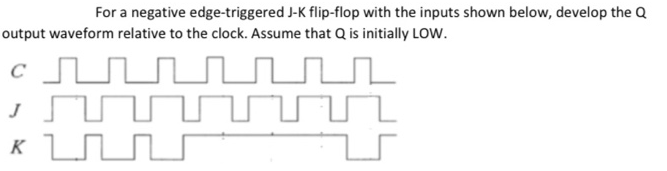 For a negative edge-triggered J-K flip-flop with the inputs shown below, develop the Q
output waveform relative to the clock. Assume that Q is initially LOW.
C
J
K